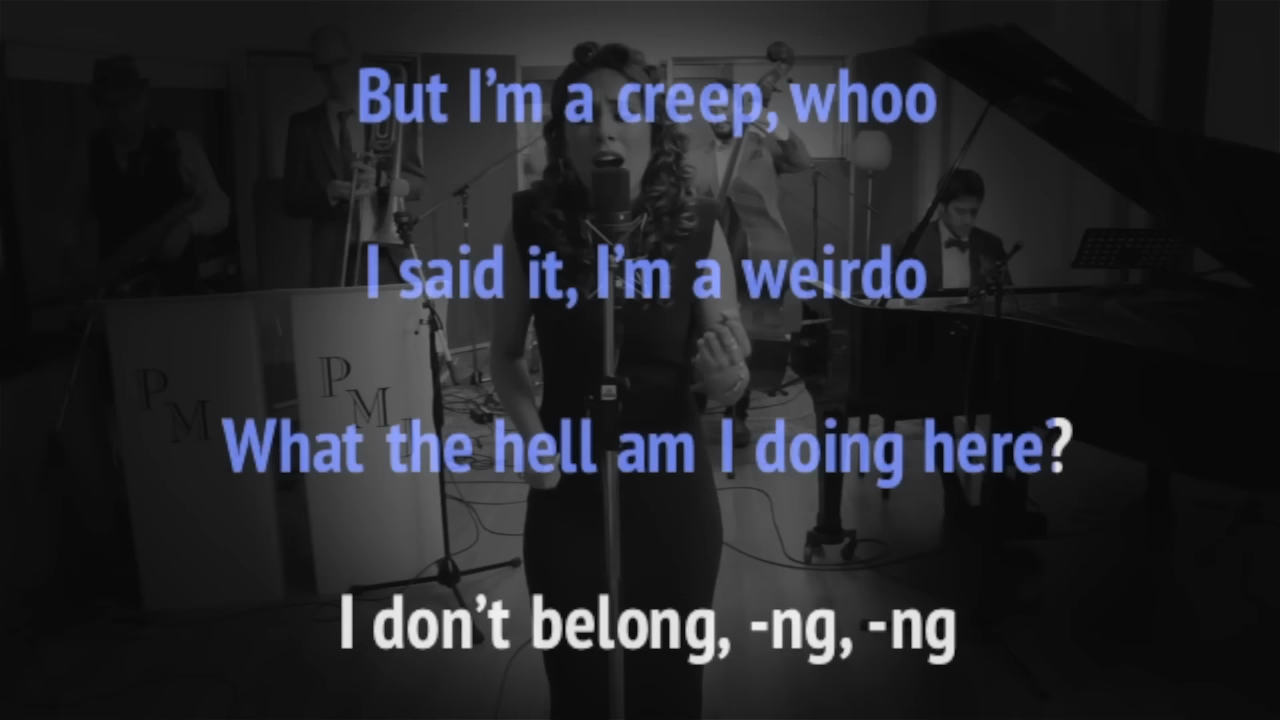 But I'm a creep, whoo
I said it, I'm a weirdo
P
M
P
M
J
What the hell am I doing here?
I don't belong, -ng, -ng